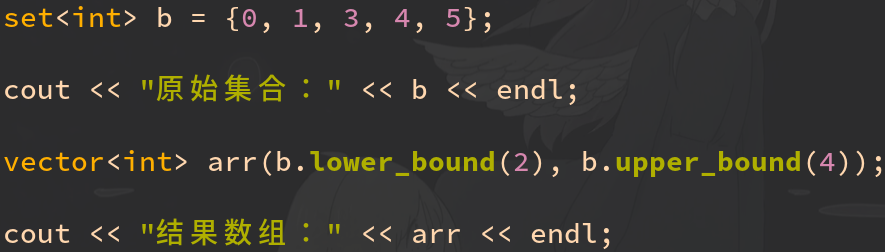 set<int> b = {0, 1, 3, 4, 5};
cout << "原始集合：" << b << endl;
vector<int> arr(b.lower_bound(2), b.upper_bound(4));
cout << "结果数组：" << arr << endl;